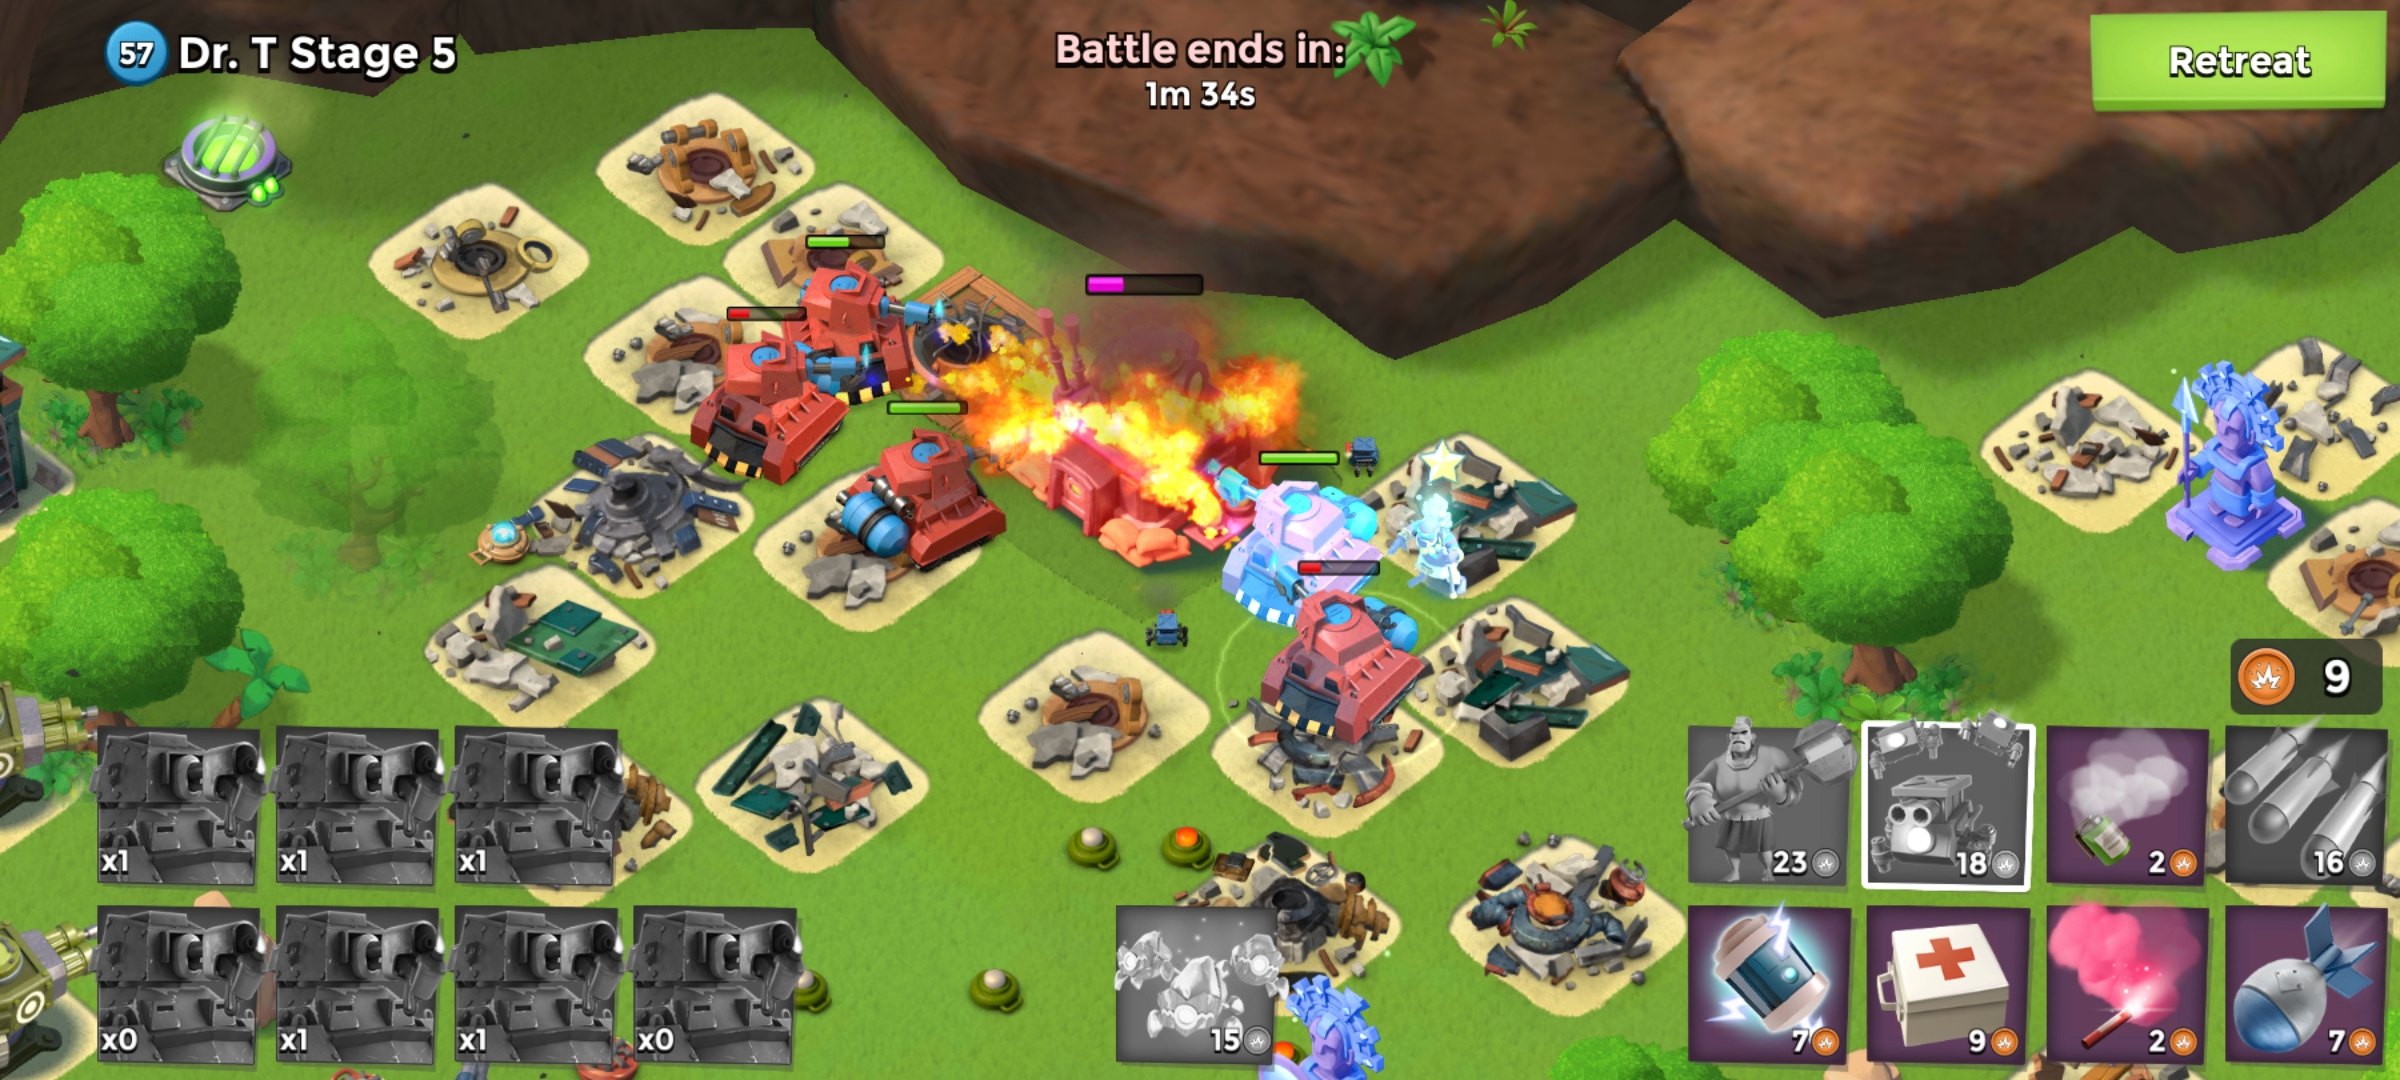 57 Dr. T Stage 5
Battle ends in:
1m 34s
Retreat
9
x1 x1 x1
23 18 2 16
x0 x1 x1 x0
15 7 9 2 7